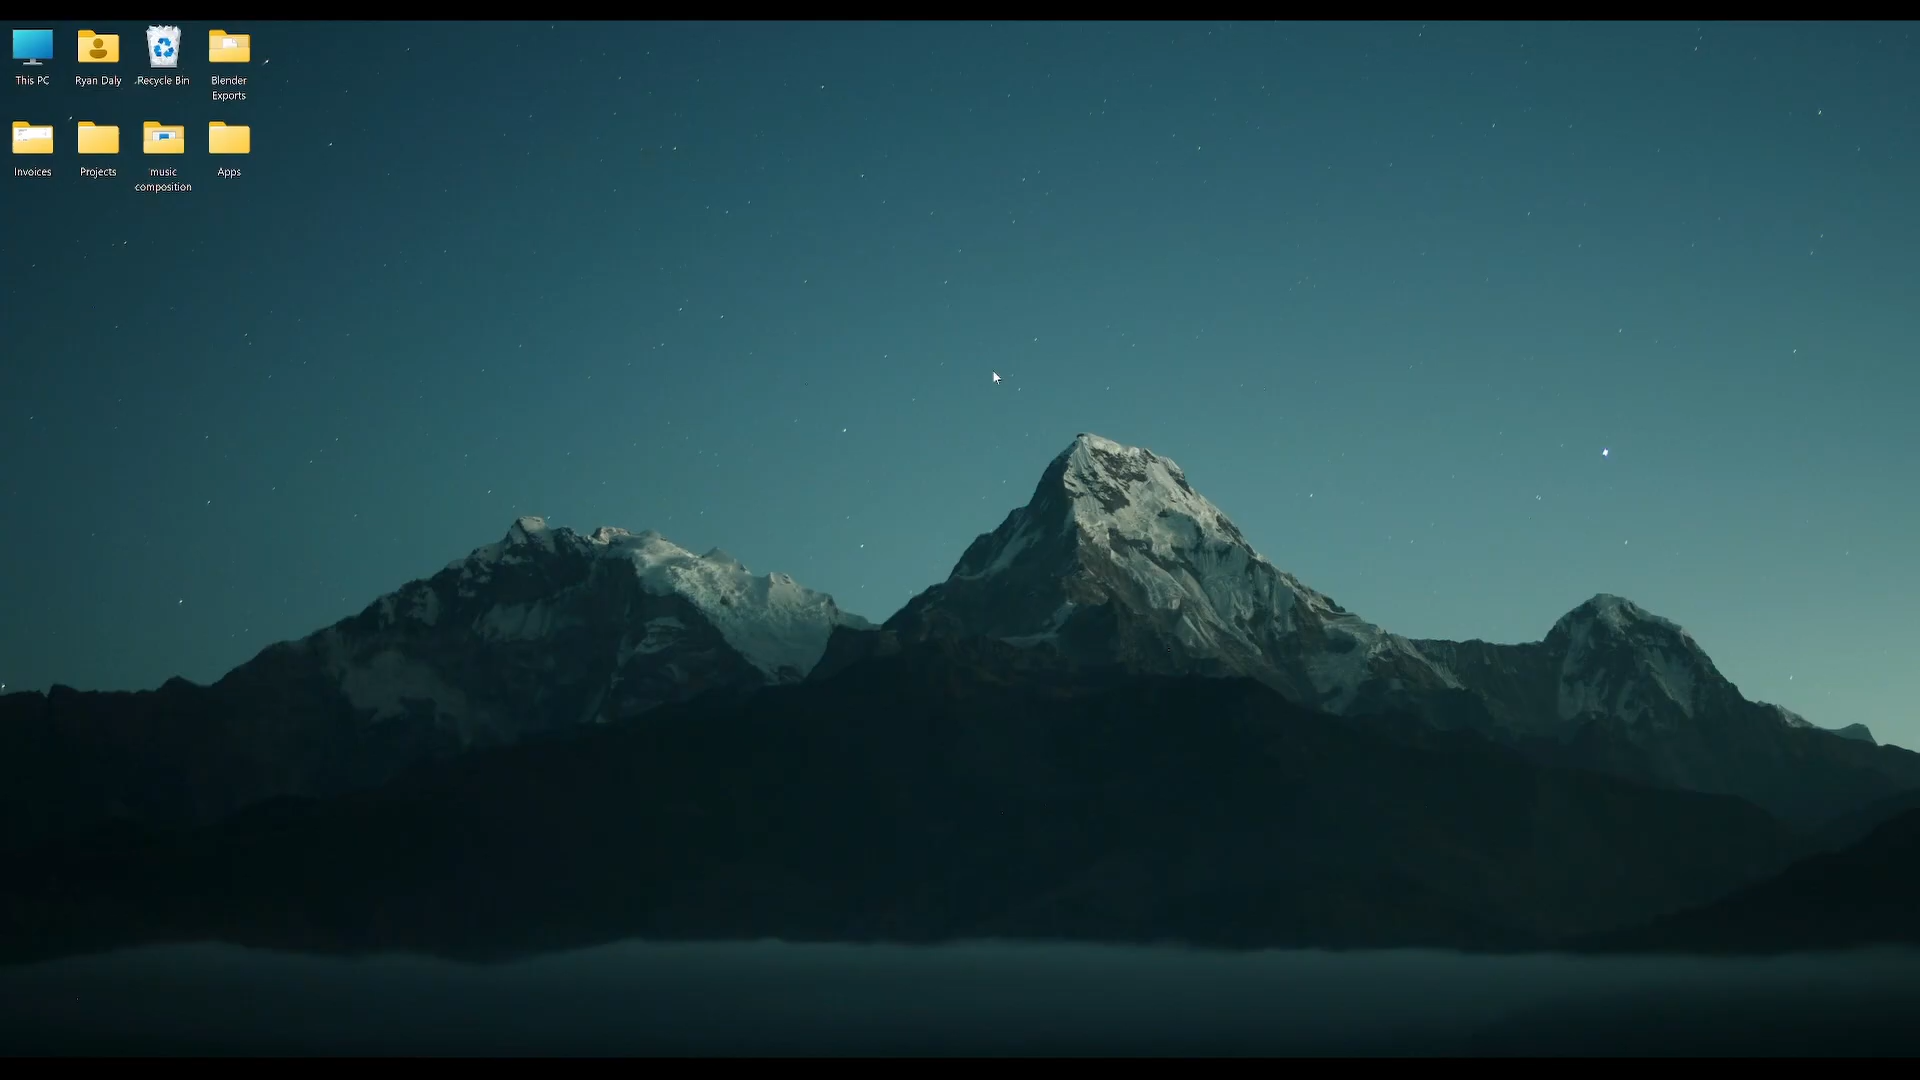 This PC
Ryan Daly
Recycle Bin
Blender
Exports
Invoices
Projects
music
composition
Apps